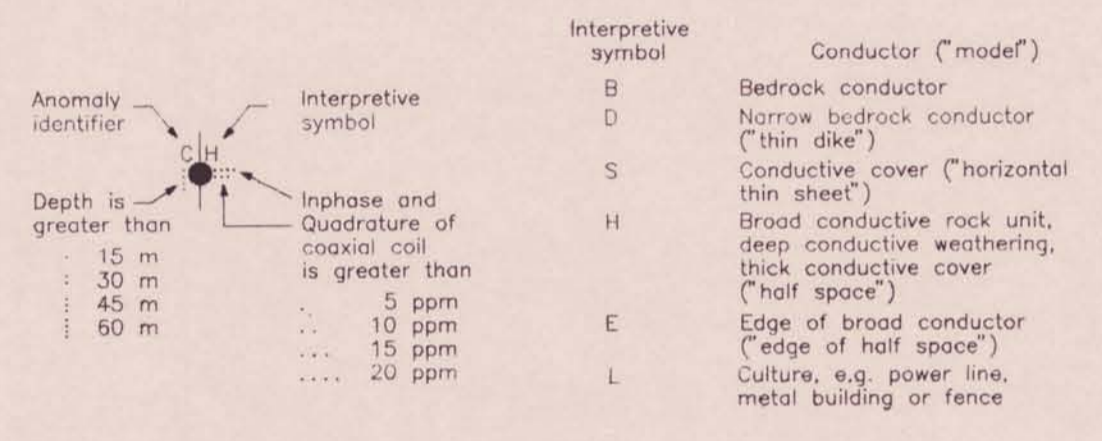 Anomaly
identifier
Interpretive
symbol
C H
Depth is
greater than
. 15 m
: 30 m
⋮ 45 m
⁞ 60 m
Inphase and
Quadrature of
coaxial coil
is greater than
. 5 ppm
.. 10 ppm
... 15 ppm
.... 20 ppm
Interpretive
symbol
Conductor ("model")
B Bedrock conductor
D Narrow bedrock conductor
("thin dike")
S Conductive cover ("horizontal
thin sheet")
H Broad conductive rock unit,
deep conductive weathering,
thick conductive cover
("half space")
E Edge of broad conductor
("edge of half space")
L Culture, e.g. power line,
metal building or fence